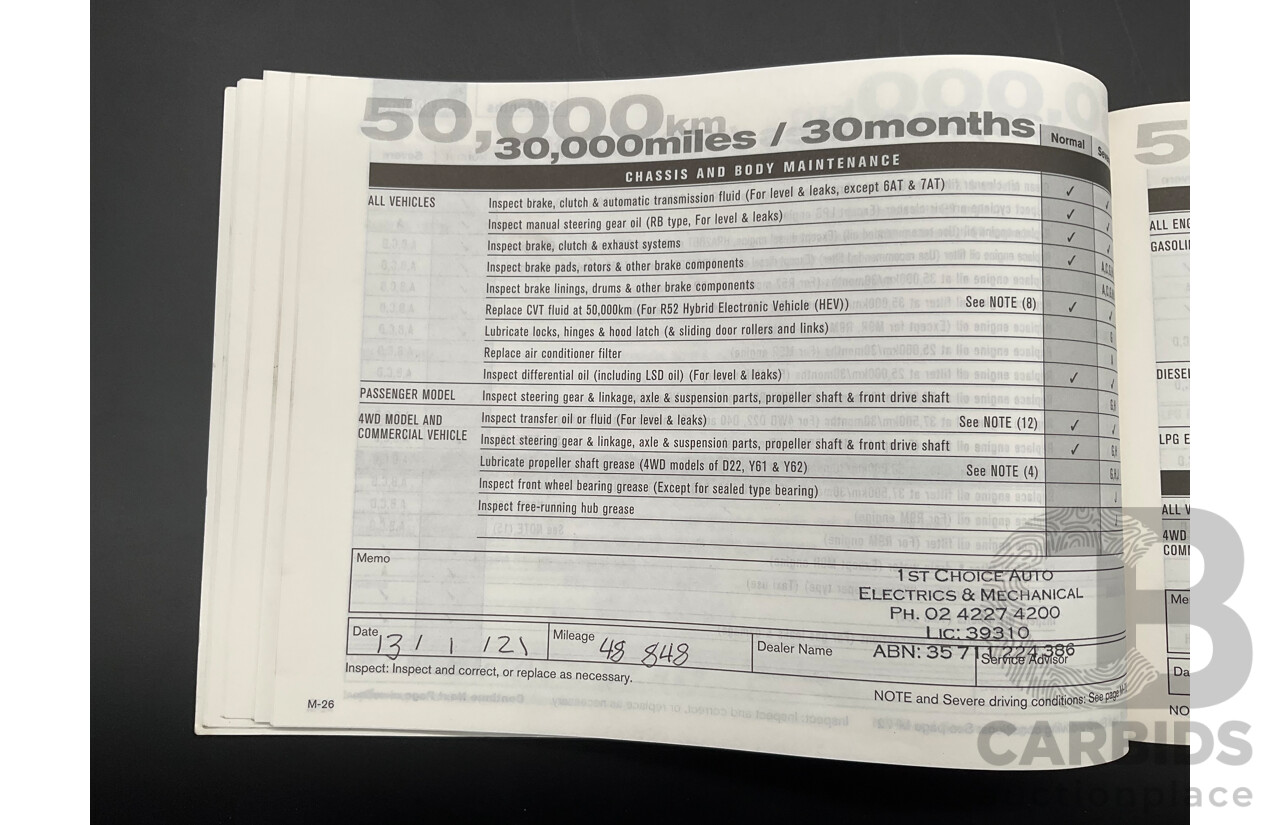 50,000km
30,000miles / 30months
Normal
CHASSIS AND BODY MAINTENANCE
ALL VEHICLES
Inspect brake, clutch & automatic transmission fluid (For level & leaks, except 6AT & 7AT) ✓
Inspect manual steering gear oil (RB type, For level & leaks) ✓
Inspect brake, clutch & exhaust systems ✓
Inspect brake pads, rotors & other brake components ✓
Inspect brake linings, drums & other brake components
Replace CVT fluid at 50,000km (For R52 Hybrid Electronic Vehicle (HEV)) See NOTE (8) ✓
Lubricate locks, hinges & hood latch (& sliding door rollers and links)
Replace air conditioner filter
Inspect differential oil (including LSD oil) (For level & leaks) ✓
PASSENGER MODEL Inspect steering gear & linkage, axle & suspension parts, propeller shaft & front drive shaft
4WD MODEL AND
COMMERCIAL VEHICLE
Inspect transfer oil or fluid (For level & leaks) See NOTE (12) ✓
Inspect steering gear & linkage, axle & suspension parts, propeller shaft & front drive shaft ✓
Lubricate propeller shaft grease (4WD models of D22, Y61 & Y62) See NOTE (4)
Inspect front wheel bearing grease (Except for sealed type bearing)
Inspect free-running hub grease
Memo
1ST CHOICE AUTO
ELECTRICS & MECHANICAL
PH. 02 4227 4200
LIC: 39310
ABN: 35 711 224 386
Date 13 / 1 / 21
Mileage 48 848
Dealer Name
Service Advisor
Inspect: Inspect and correct, or replace as necessary.
NOTE and Severe driving conditions: See page
M-26
5
ALL
4WD
NO
CARBIDS